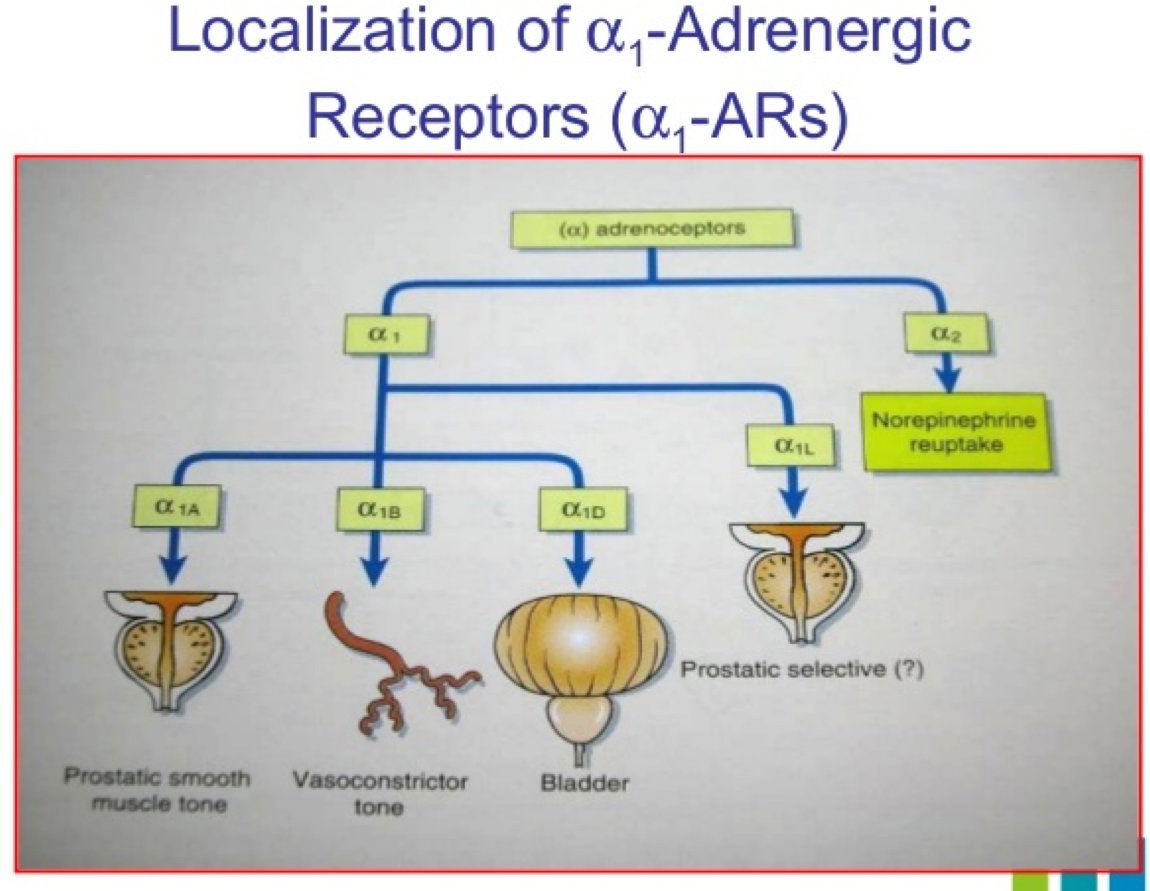 Localization of α₁-Adrenergic
Receptors (α₁-ARs)
(α) adrenoceptors
α₁
α₂
Norepinephrine
reuptake
α₁L
α₁A
α₁B
α₁D
Prostatic selective (?)
Prostatic smooth
muscle tone
Vasoconstrictor
tone
Bladder